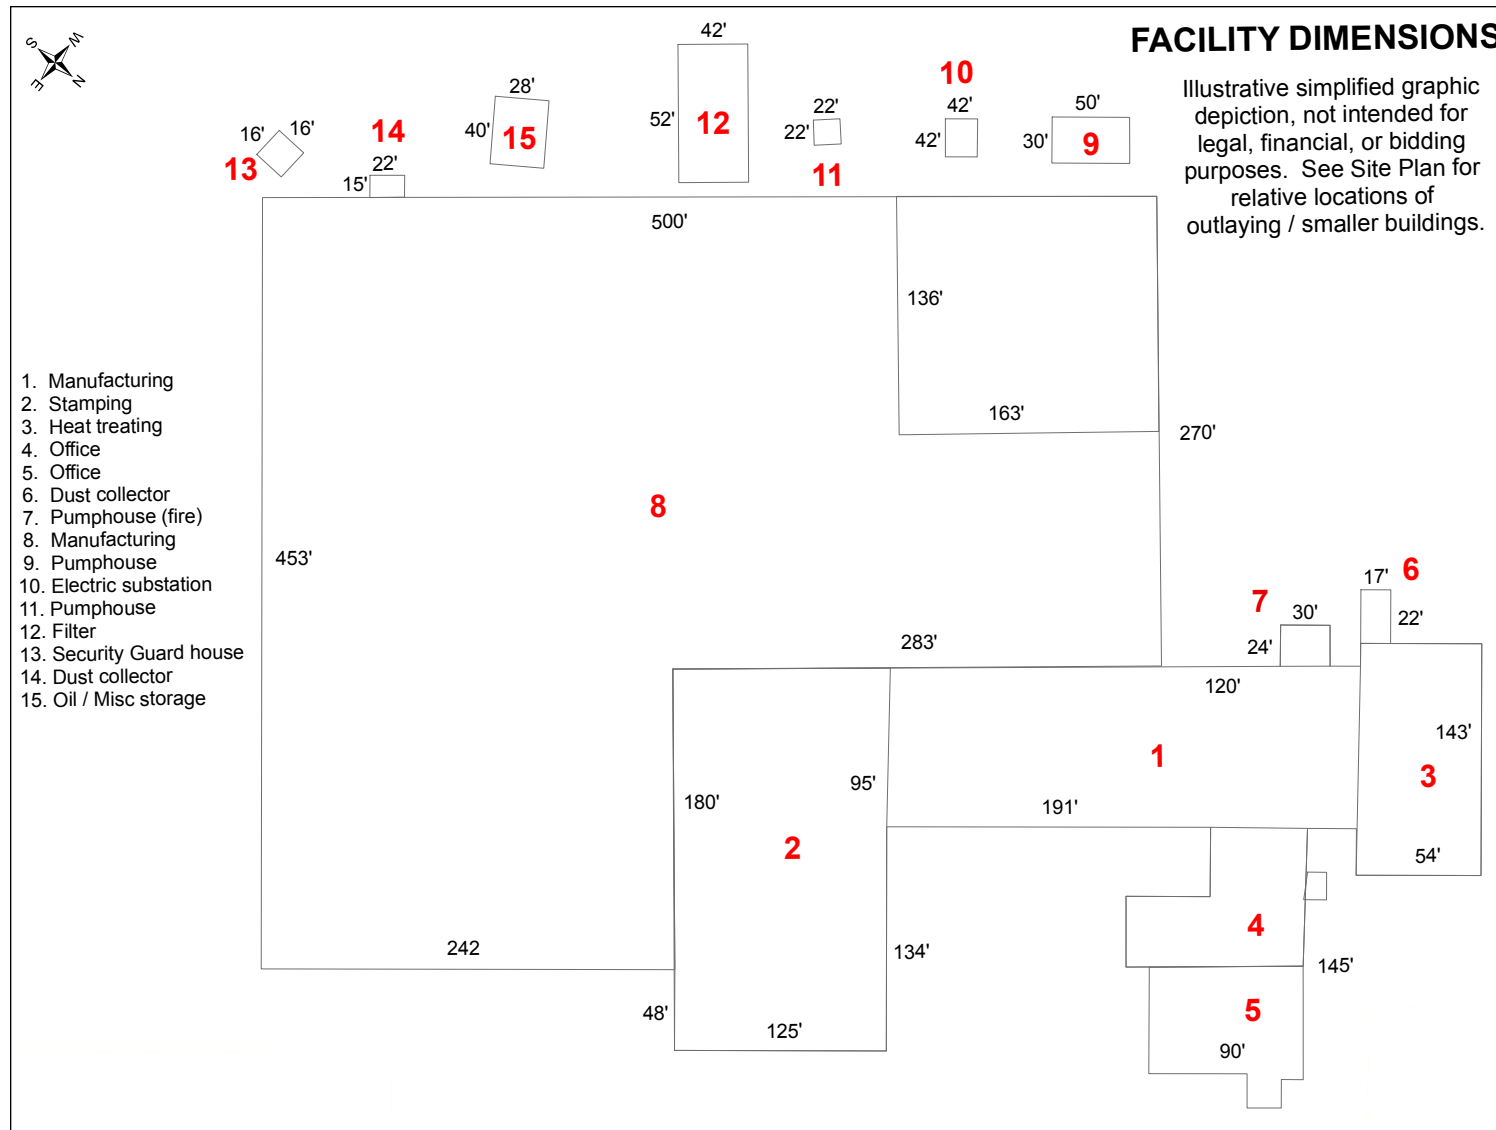 FACILITY DIMENSIONS
Illustrative simplified graphic
depiction, not intended for
legal, financial, or bidding
purposes. See Site Plan for
relative locations of
outlaying / smaller buildings.
S
W
E
N
42'
52'
12
10
42'
42'
50'
30'
9
22'
22'
11
28'
40'
15
14
22'
15'
16'
16'
13
500'
136'
163'
270'
8
453'
283'
242
1. Manufacturing
2. Stamping
3. Heat treating
4. Office
5. Office
6. Dust collector
7. Pumphouse (fire)
8. Manufacturing
9. Pumphouse
10. Electric substation
11. Pumphouse
12. Filter
13. Security Guard house
14. Dust collector
15. Oil / Misc storage
17'
6
22'
7
30'
24'
120'
143'
1
3
191'
54'
180'
95'
2
134'
48'
125'
4
145'
5
90'